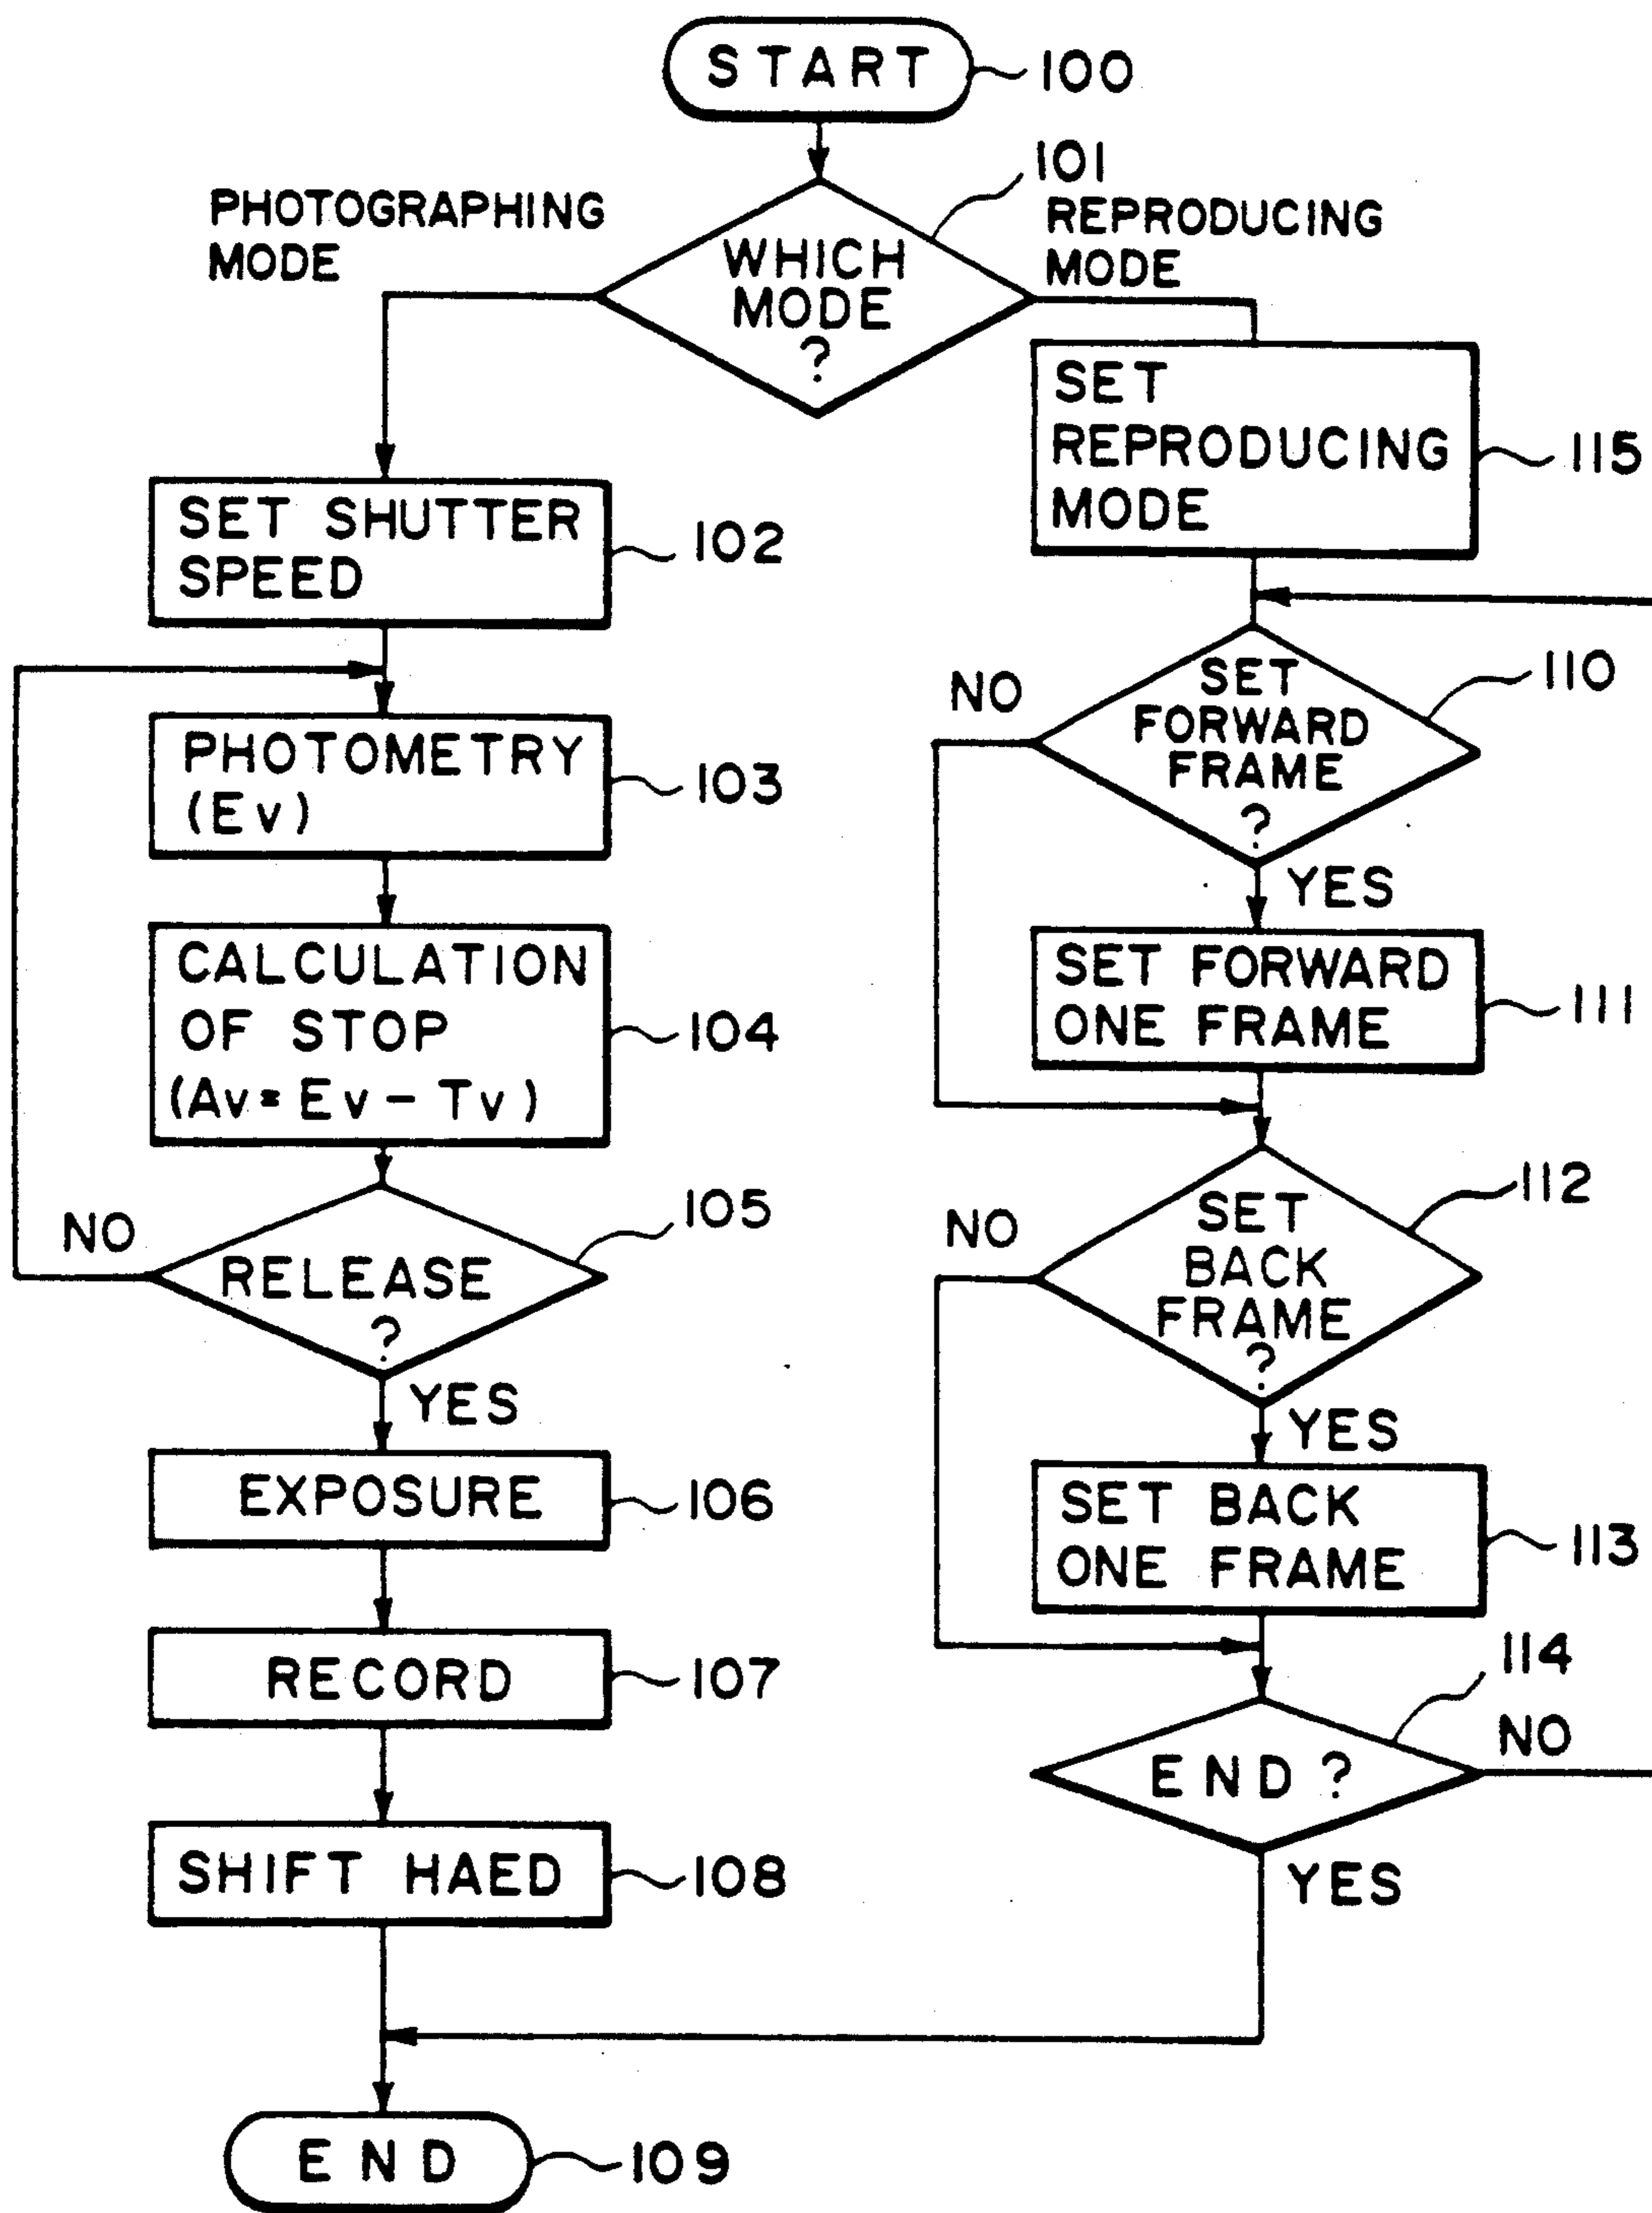 START
100
101
PHOTOGRAPHING
MODE
REPRODUCING
MODE
WHICH
MODE
?
SET
REPRODUCING
MODE
115
SET SHUTTER
SPEED
102
PHOTOMETRY
(Ev)
103
CALCULATION
OF STOP
(Av=Ev-Tv)
104
NO
RELEASE
?
105
YES
EXPOSURE
106
RECORD
107
SHIFT HAED
108
NO
SET
FORWARD
FRAME
?
110
YES
SET FORWARD
ONE FRAME
111
NO
SET
BACK
FRAME
?
112
YES
SET BACK
ONE FRAME
113
114
END?
NO
YES
END
109